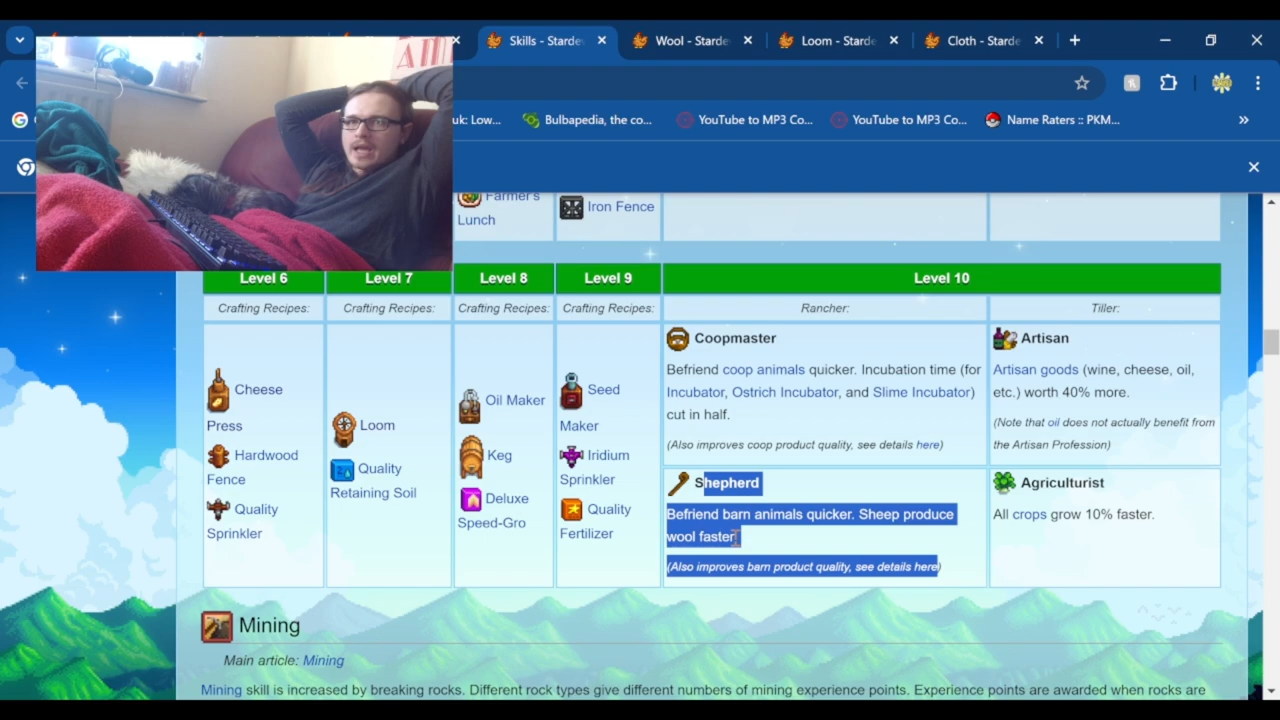 AMI
Skills - Stardew
Wool - Starde
Loom - Starde
Cloth - Starde
uk: Low...
Bulbapedia, the co...
YouTube to MP3 Co...
YouTube to MP3 Co...
Name Raters :: PKM...
Farmer's
Lunch
Iron Fence
Level 6
Level 7
Level 8
Level 9
Level 10
Crafting Recipes:
Crafting Recipes:
Crafting Recipes:
Crafting Recipes:
Rancher:
Tiller:
Cheese
Press
Hardwood
Fence
Quality
Sprinkler
Loom
Quality
Retaining Soil
Oil Maker
Keg
Deluxe
Speed-Gro
Seed
Maker
Iridium
Sprinkler
Quality
Fertilizer
Coopmaster
Befriend coop animals quicker. Incubation time (for
Incubator, Ostrich Incubator, and Slime Incubator)
cut in half.
(Also improves coop product quality, see details here)
Shepherd
Befriend barn animals quicker. Sheep produce
wool faster.
(Also improves barn product quality, see details here)
Artisan
Artisan goods (wine, cheese, oil,
etc.) worth 40% more.
(Note that oil does not actually benefit from
the Artisan Profession)
Agriculturist
All crops grow 10% faster.
Mining
Main article: Mining
Mining skill is increased by breaking rocks. Different rock types give different numbers of mining experience points. Experience points are awarded when rocks are